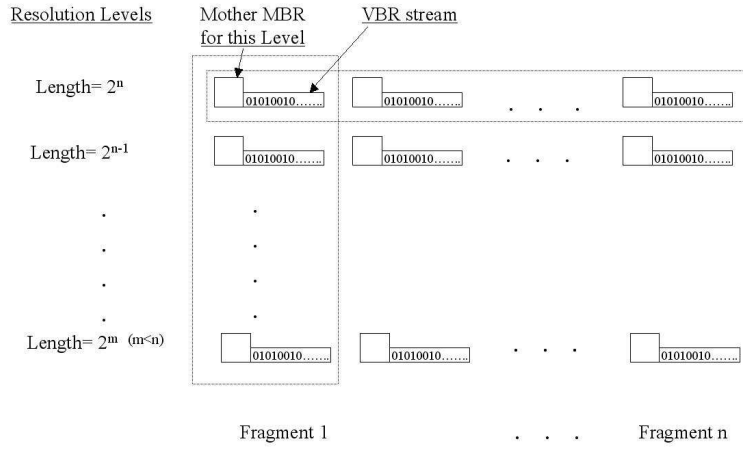 Resolution Levels
Mother MBR
for this Level
VBR stream
Length= 2ⁿ
01010010.......
01010010.......
. . .
01010010.......
Length= 2ⁿ⁻¹
01010010.......
01010010.......
. . .
01010010.......
Length= 2ᵐ (m<n)
01010010.......
01010010.......
. . .
01010010.......
Fragment 1
. . .
Fragment n